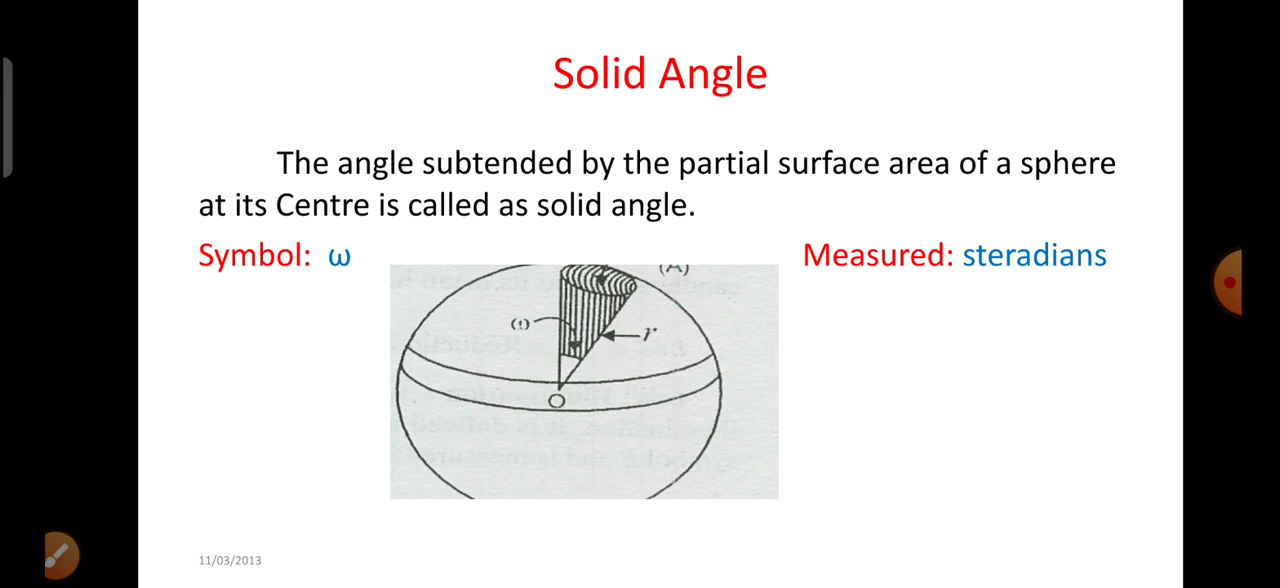 Solid Angle
The angle subtended by the partial surface area of a sphere
at its Centre is called as solid angle.
Symbol: ω
Measured: steradians
(A)
ω
r
O
11/03/2013